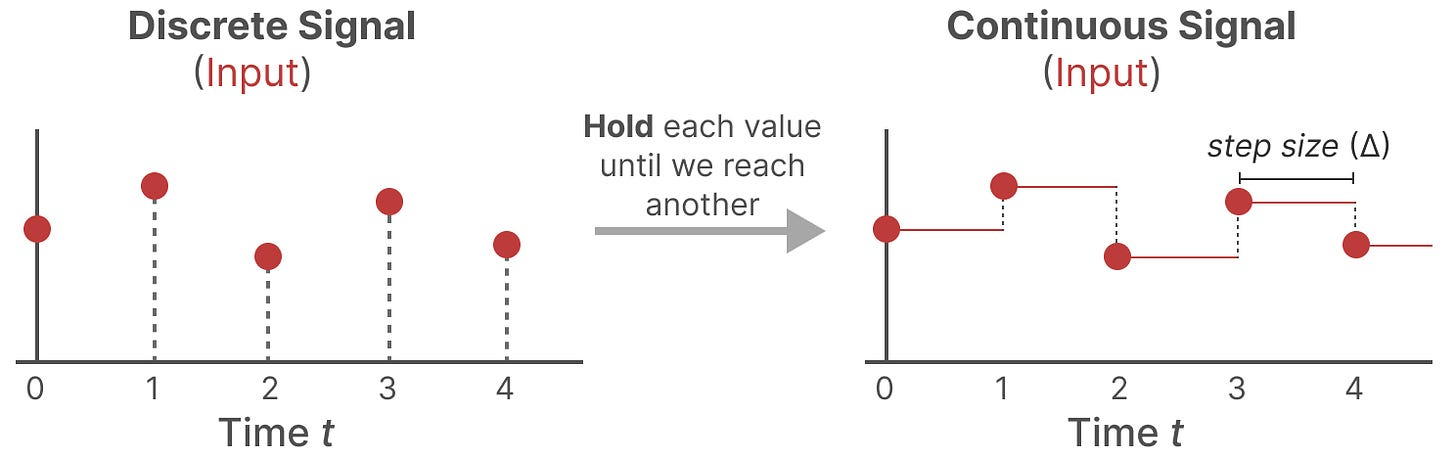 Discrete Signal
(Input)
Hold each value
until we reach
another
Continuous Signal
(Input)
step size (Δ)
0 1 2 3 4
Time t
0 1 2 3 4
Time t